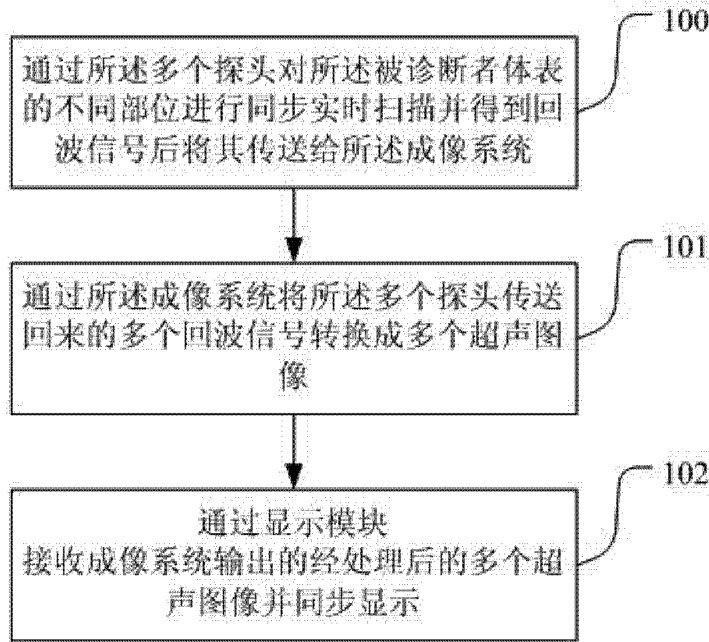 100
通过所述多个探头对所述被诊断者体表
的不同部位进行同步实时扫描并得到回
波信号后将其传送给所述成像系统
101
通过所述成像系统将所述多个探头传送
回来的多个回波信号转换成多个超声图
像
102
通过显示模块
接收成像系统输出的经处理后的多个超
声图像并同步显示